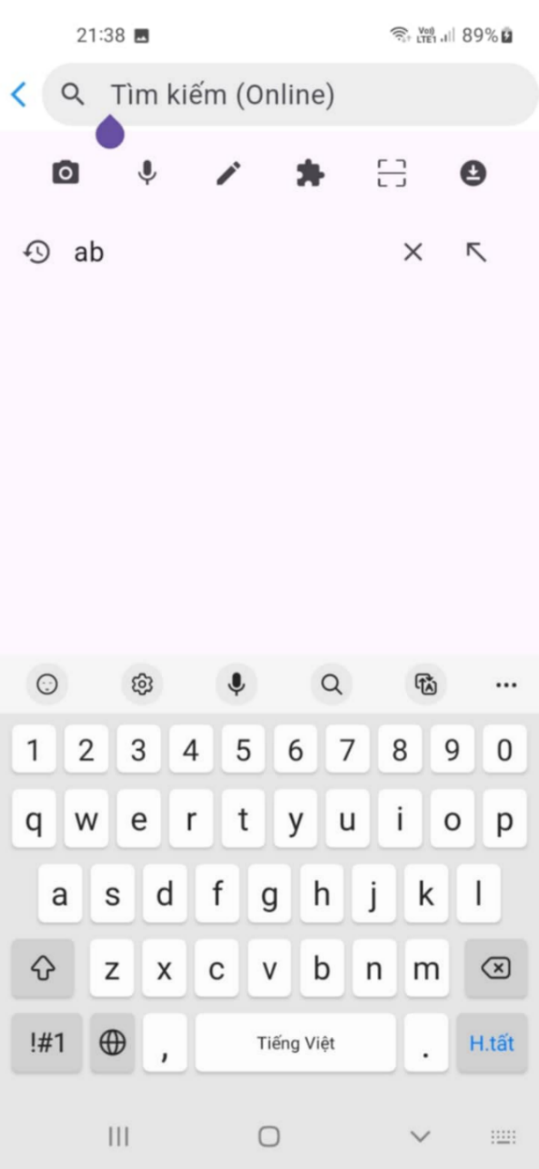 21:38 Vo)) LTE1 89%
Tìm kiếm (Online)
ab
1 2 3 4 5 6 7 8 9 0
q w e r t y u i o p
a s d f g h j k l
z x c v b n m
!#1 , Tiếng Việt . H.tất